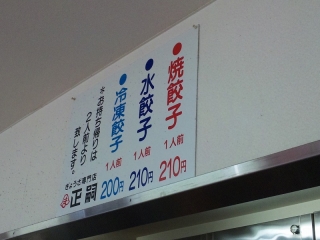 ●焼餃子
1人前
210円
●水餃子
1人前
210円
●冷凍餃子
1人前
200円
＊お持ち帰りは
2人前より
致します。
ぎょうざ専門店
正嗣